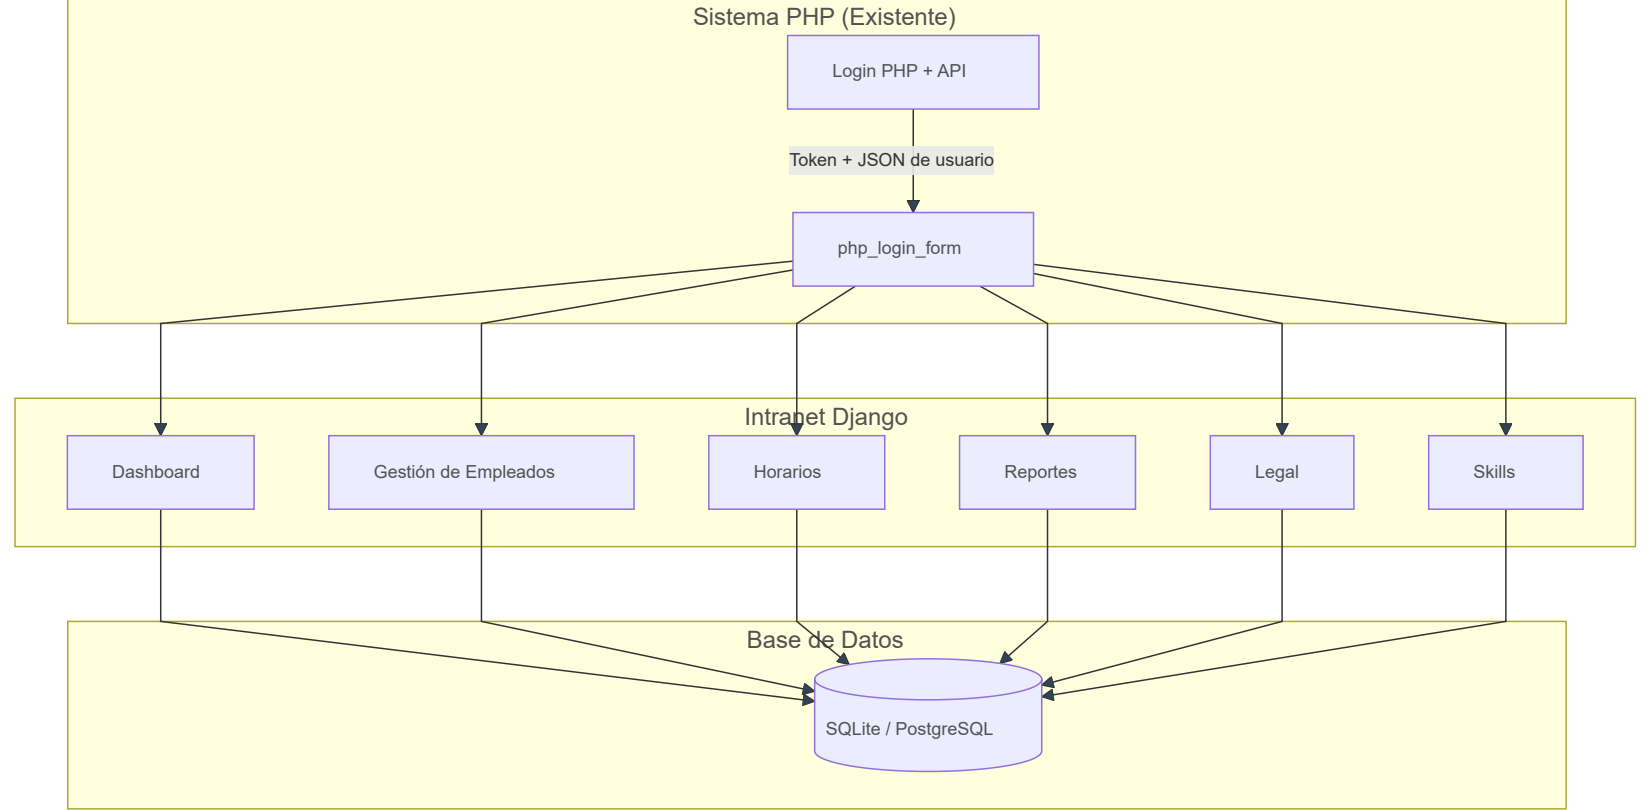 Sistema PHP (Existente)
Login PHP + API
Token + JSON de usuario
php_login_form
Intranet Django
Dashboard
Gestión de Empleados
Horarios
Reportes
Legal
Skills
Base de Datos
SQLite / PostgreSQL